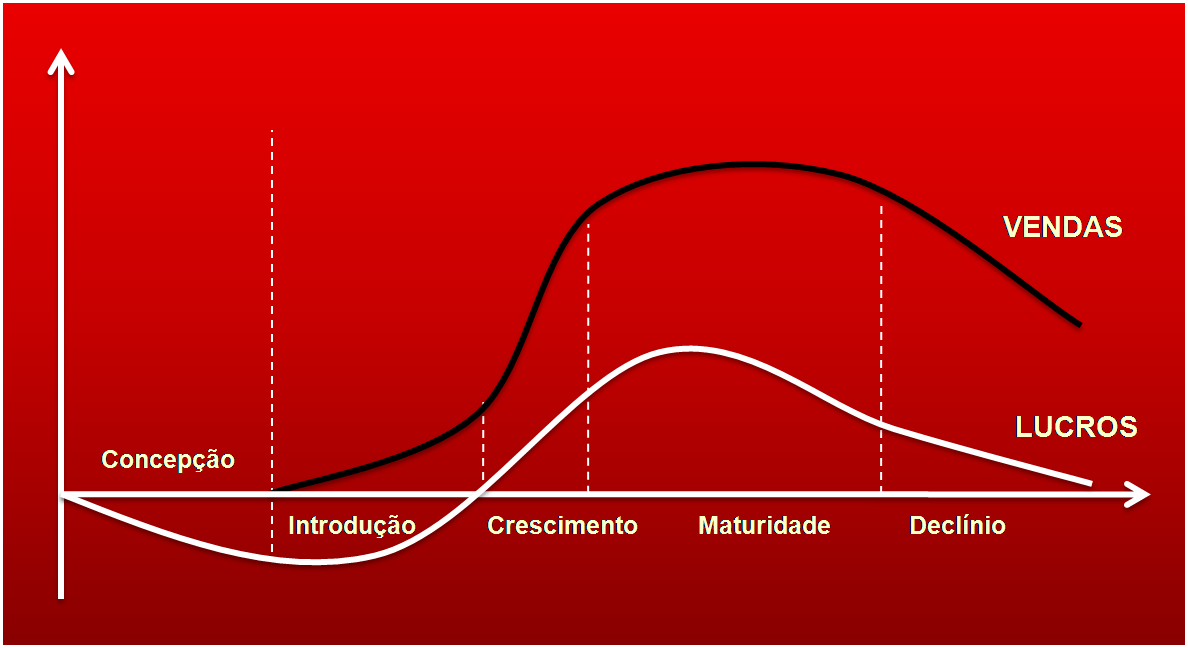 VENDAS
LUCROS
Concepção
Introdução
Crescimento
Maturidade
Declínio